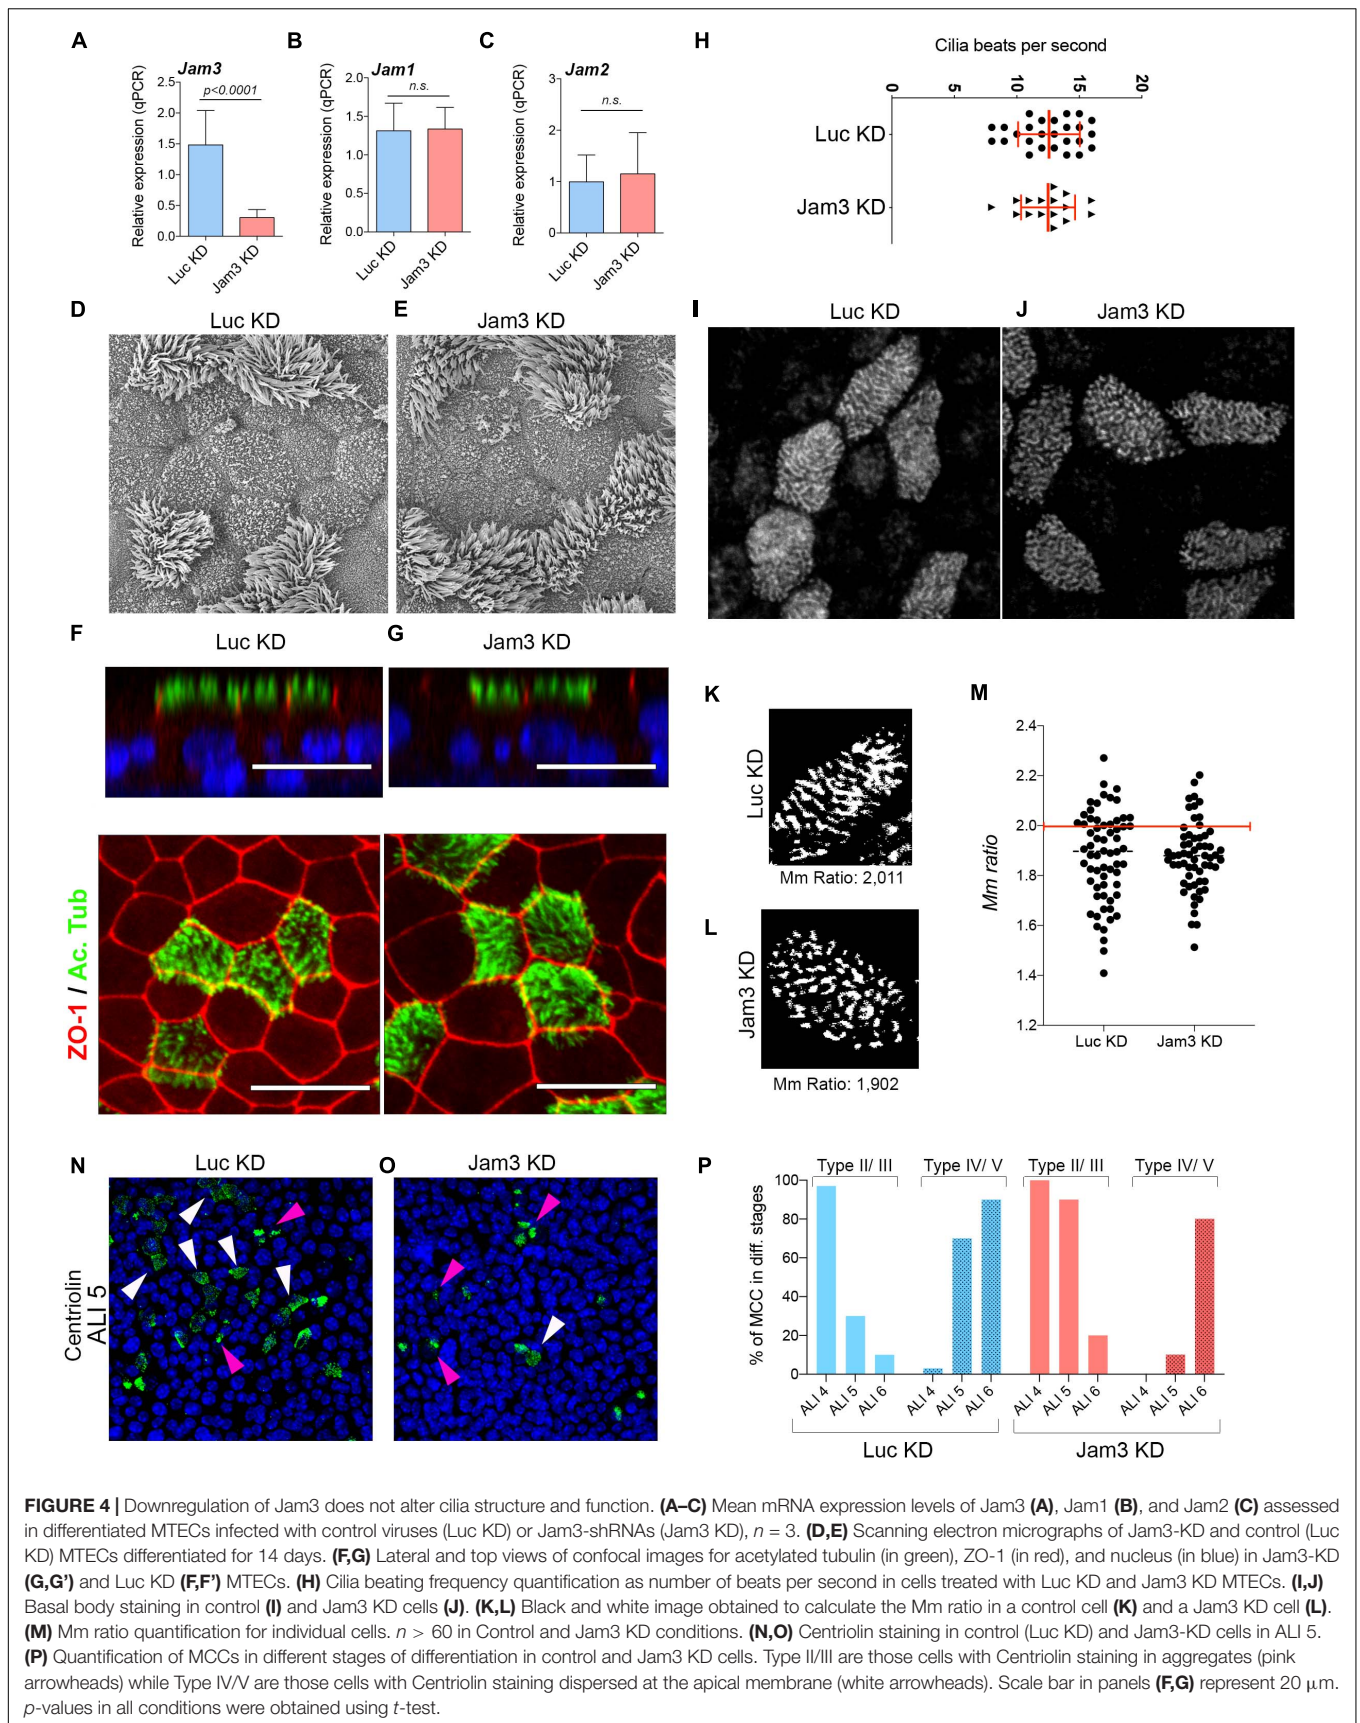 A
B
C
H
Jam3
Jam1
Jam2
Cilia beats per second
Relative expression (qPCR)
2.5
2.0
1.5
1.0
0.5
0.0
p<0.0001
Luc KD
Jam3 KD
Relative expression (qPCR)
2.0
1.5
1.0
0.5
0.0
n.s.
Luc KD
Jam3 KD
Relative expression (qPCR)
3
2
1
0
n.s.
Luc KD
Jam3 KD
0
5
10
15
20
Luc KD
Jam3 KD
D
Luc KD
E
Jam3 KD
I
Luc KD
J
Jam3 KD
F
Luc KD
G
Jam3 KD
ZO-1 / Ac. Tub
K
Luc KD
Mm Ratio: 2,011
L
Jam3 KD
Mm Ratio: 1,902
M
Mm ratio
2.4
2.2
2.0
1.8
1.6
1.4
1.2
Luc KD
Jam3 KD
N
Luc KD
O
Jam3 KD
Centriolin
ALI 5
P
Type II/ III
Type IV/ V
Type II/ III
Type IV/ V
% of MCC in diff. stages
100
80
60
40
20
0
ALI 4
ALI 5
ALI 6
ALI 4
ALI 5
ALI 6
ALI 4
ALI 5
ALI 6
ALI 4
ALI 5
ALI 6
Luc KD
Jam3 KD
FIGURE 4 | Downregulation of Jam3 does not alter cilia structure and function. (A–C) Mean mRNA expression levels of Jam3 (A), Jam1 (B), and Jam2 (C) assessed
in differentiated MTECs infected with control viruses (Luc KD) or Jam3-shRNAs (Jam3 KD), n = 3. (D,E) Scanning electron micrographs of Jam3-KD and control (Luc
KD) MTECs differentiated for 14 days. (F,G) Lateral and top views of confocal images for acetylated tubulin (in green), ZO-1 (in red), and nucleus (in blue) in Jam3-KD
(G,G') and Luc KD (F,F') MTECs. (H) Cilia beating frequency quantification as number of beats per second in cells treated with Luc KD and Jam3 KD MTECs. (I,J)
Basal body staining in control (I) and Jam3 KD cells (J). (K,L) Black and white image obtained to calculate the Mm ratio in a control cell (K) and a Jam3 KD cell (L).
(M) Mm ratio quantification for individual cells. n > 60 in Control and Jam3 KD conditions. (N,O) Centriolin staining in control (Luc KD) and Jam3-KD cells in ALI 5.
(P) Quantification of MCCs in different stages of differentiation in control and Jam3 KD cells. Type II/III are those cells with Centriolin staining in aggregates (pink
arrowheads) while Type IV/V are those cells with Centriolin staining dispersed at the apical membrane (white arrowheads). Scale bar in panels (F,G) represent 20 μm.
p-values in all conditions were obtained using t-test.